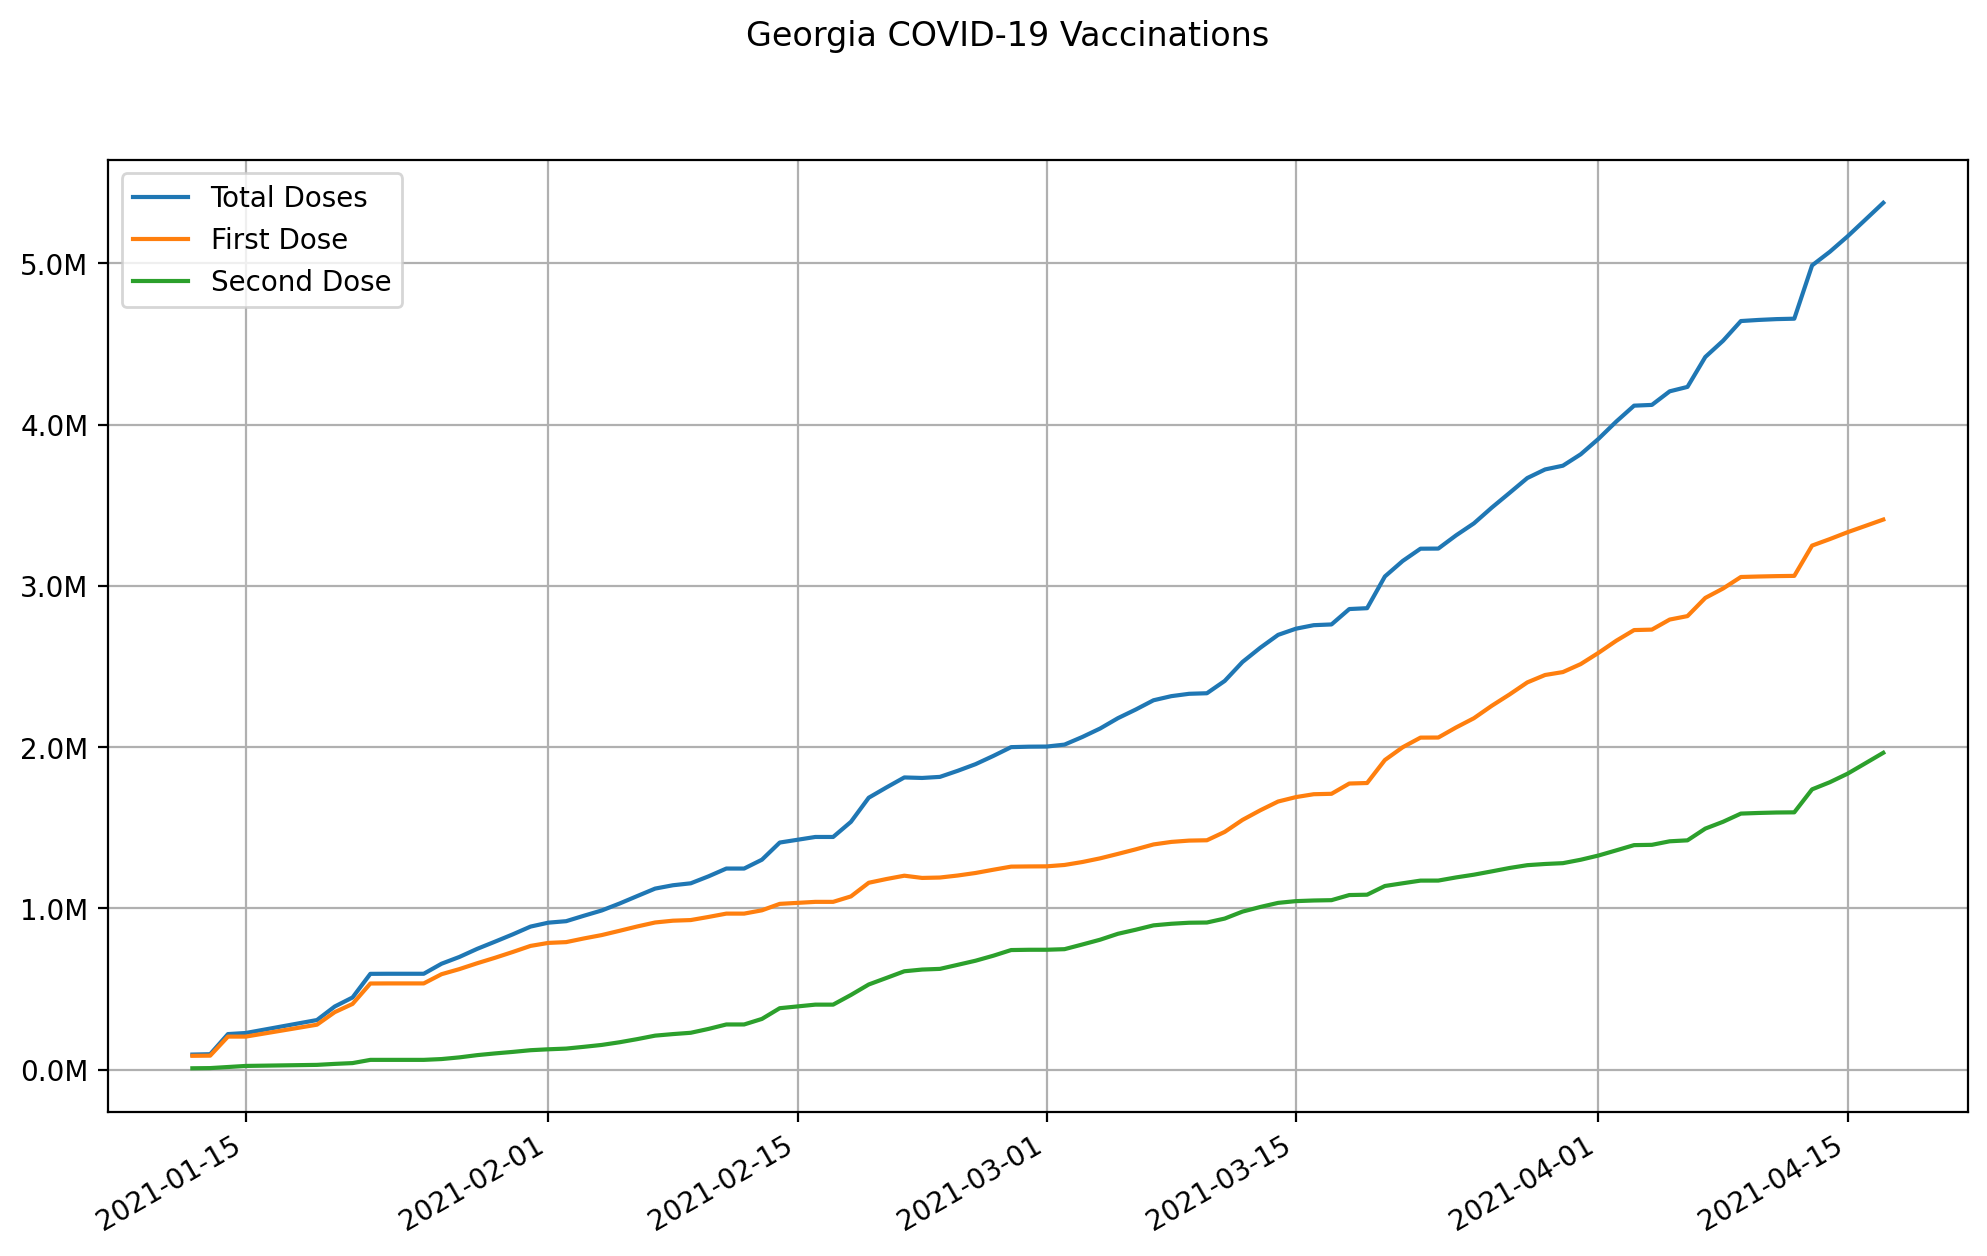 Georgia COVID-19 Vaccinations
Total Doses
First Dose
Second Dose
5.0M
4.0M
3.0M
2.0M
1.0M
0.0M
2021-01-15
2021-02-01
2021-02-15
2021-03-01
2021-03-15
2021-04-01
2021-04-15